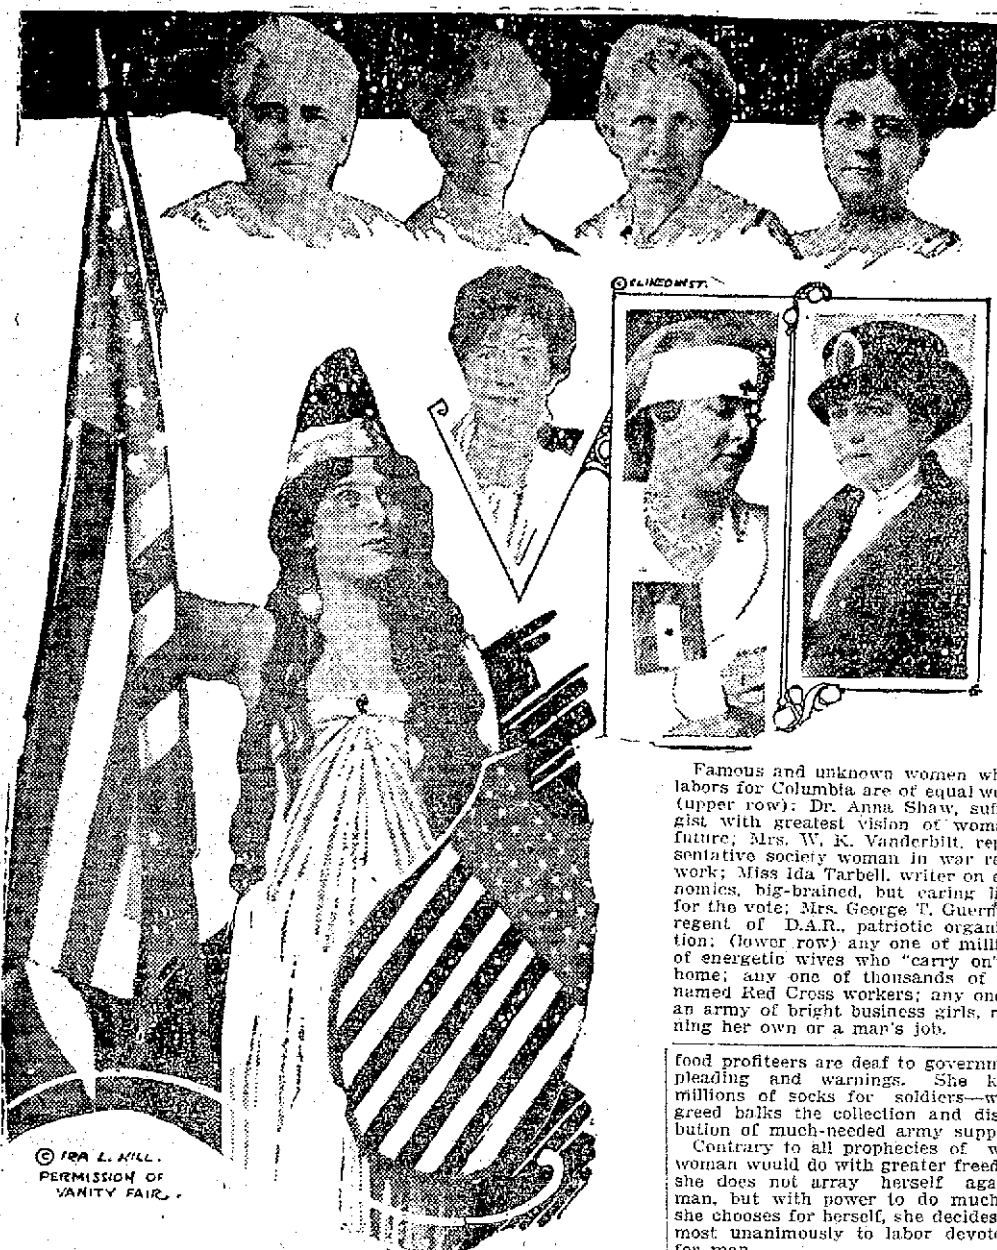 © CLINEDINST.
Famous and unknown women wh
labors for Columbia are of equal w
(upper row): Dr. Anna Shaw, suf
gist with greatest vision of wom
future; Mrs. W. K. Vanderbilt, rep
sentative society woman in war re
work; Miss Ida Tarbell, writer on e
nomics, big-brained, but caring li
for the vote; Mrs. George T. Guern
regent of D.A.R., patriotic organi
tion; (lower row) any one of milli
of energetic wives who "carry on"
home; any one of thousands of
named Red Cross workers; any one
an army of bright business girls, r
ning her own or a man's job.
food profiteers are deaf to governm
pleading and warnings. She k
millions of socks for soldiers—w
greed balks the collection and dis
bution of much-needed army supp
Contrary to all prophecies of w
woman would do with greater freed
she does not array herself aga
man, but with power to do much
she chooses for herself, she decides
most unanimously to labor devot
for man
© IRA L. HILL.
PERMISSION OF
VANITY FAIR.